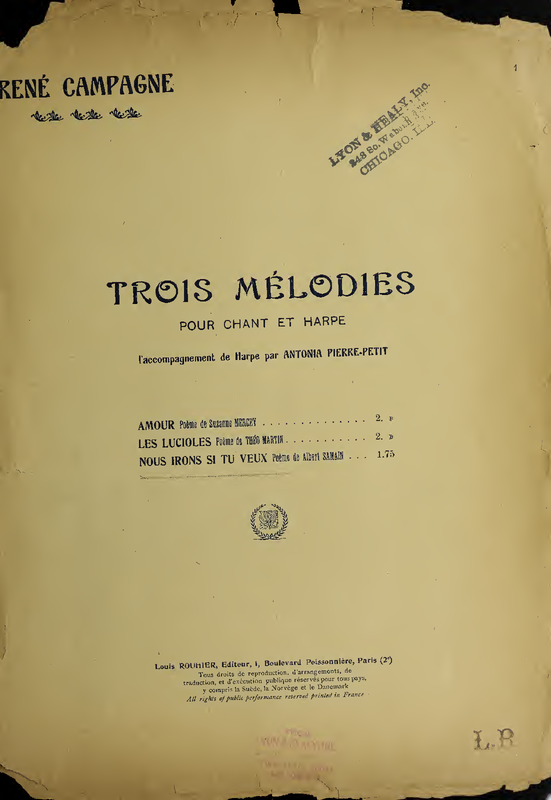 1
RENÉ CAMPAGNE
LYON & HEALY, Inc.
CHICAGO, ILL.
TROIS MÉLODIES
POUR CHANT ET HARPE
l'accompagnement de Harpe par ANTONIA PIERRE-PETIT
AMOUR Poème de Suzanne MERCEY . . . . . . . . . . . . . . 2. »
LES LUCIOLES Poème de THÉO MARTIN . . . . . . . . . . . 2. »
NOUS IRONS SI TU VEUX Poème de Albert SAMAIN . . . 1.75
Louis ROUHIER, Editeur, 1, Boulevard Poissonnière, Paris (2e)
Tous droits de reproduction, d'arrangements, de
traduction, et d'exécution publique réservés pour tous pays,
y compris la Suède, la Norvège et le Danemark
All rights of public performance reserved printed in France
FROM
L.R